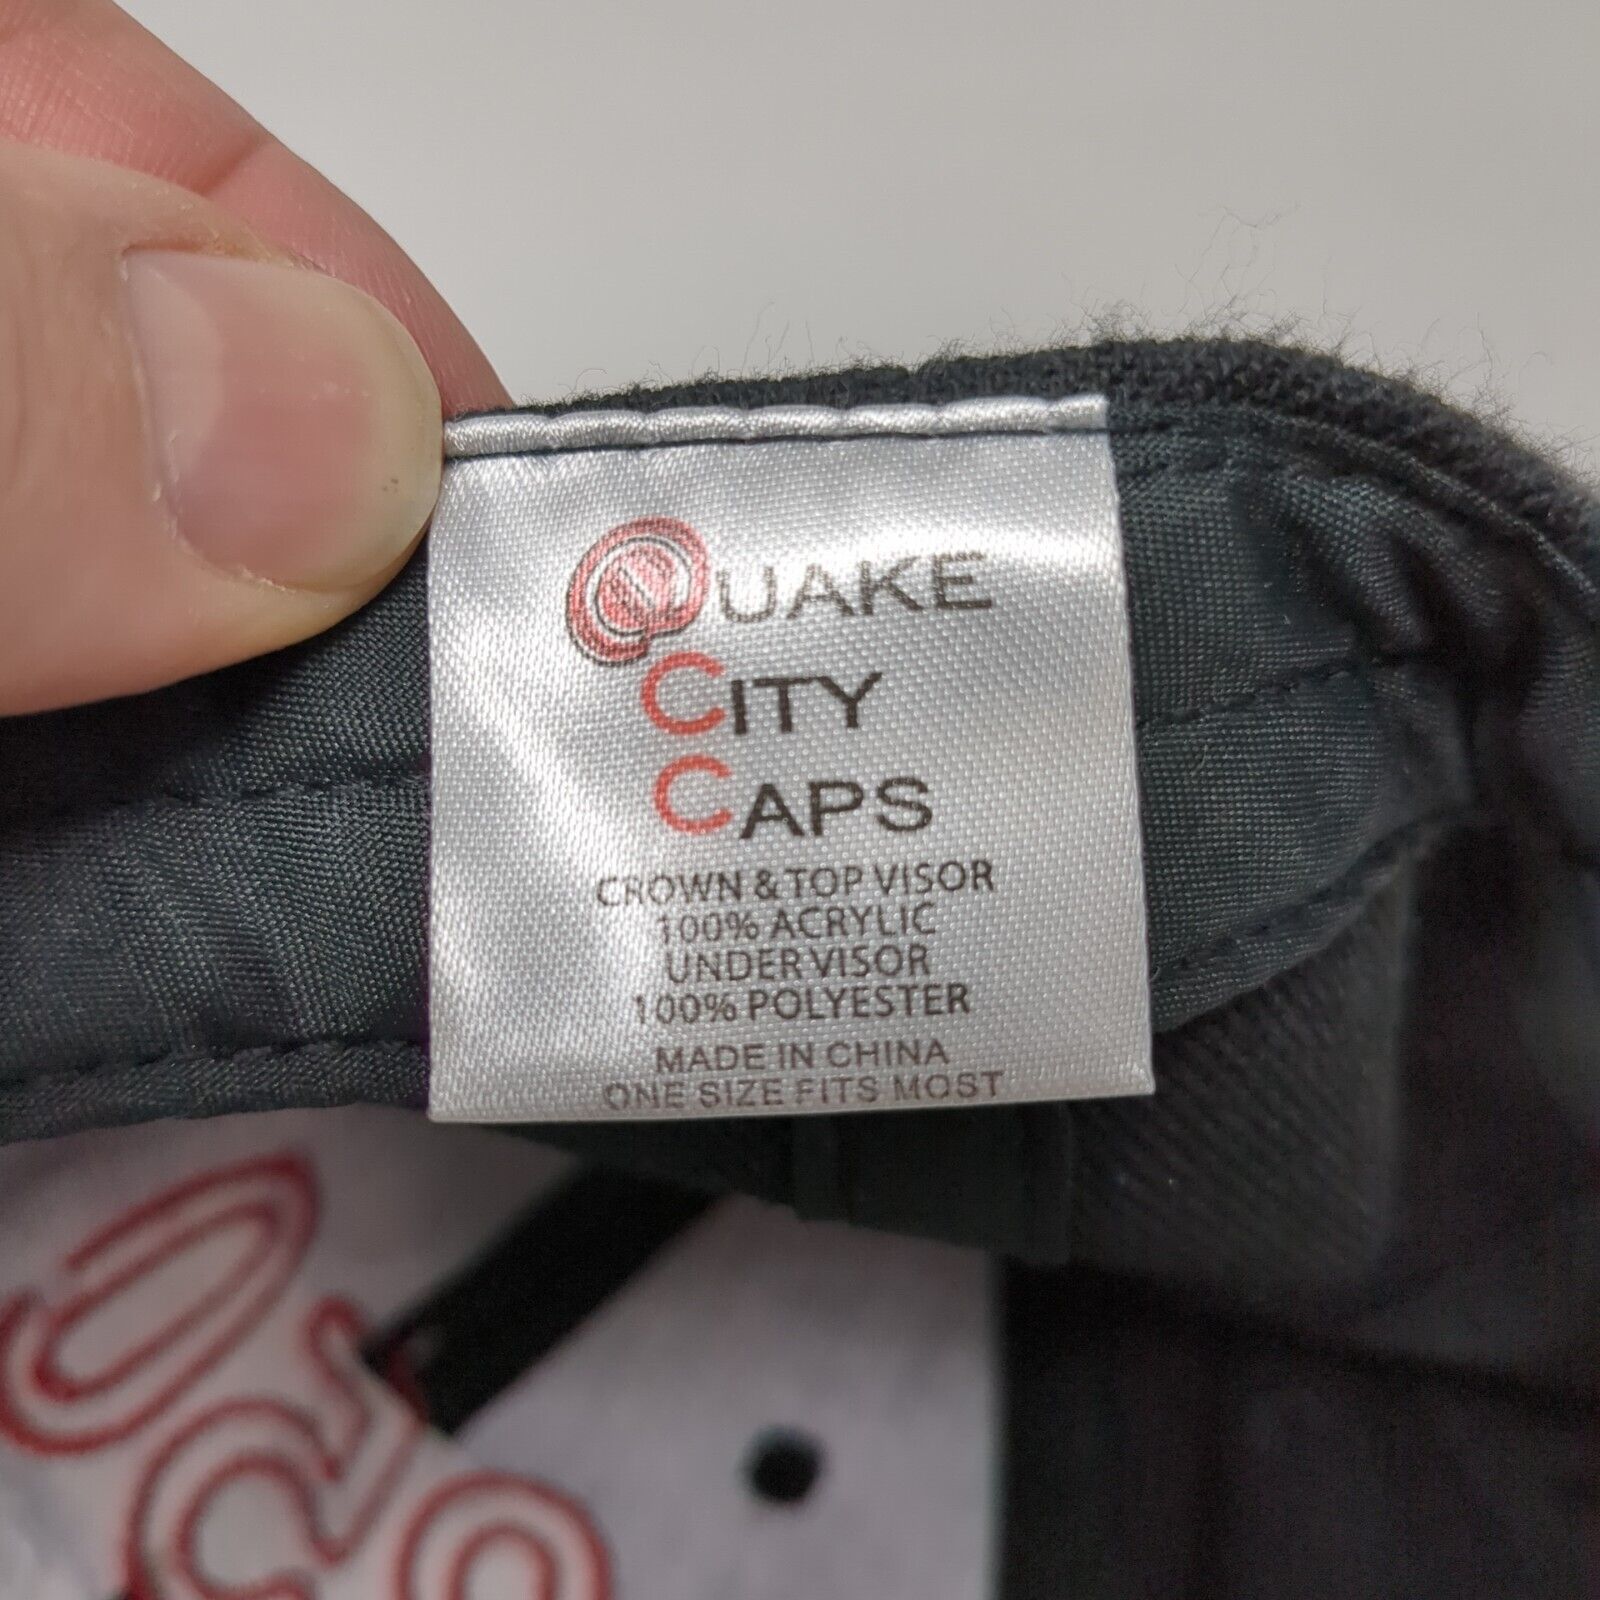 QUAKE
CITY
CAPS
CROWN & TOP VISOR
100% ACRYLIC
UNDER VISOR
100% POLYESTER
MADE IN CHINA
ONE SIZE FITS MOST